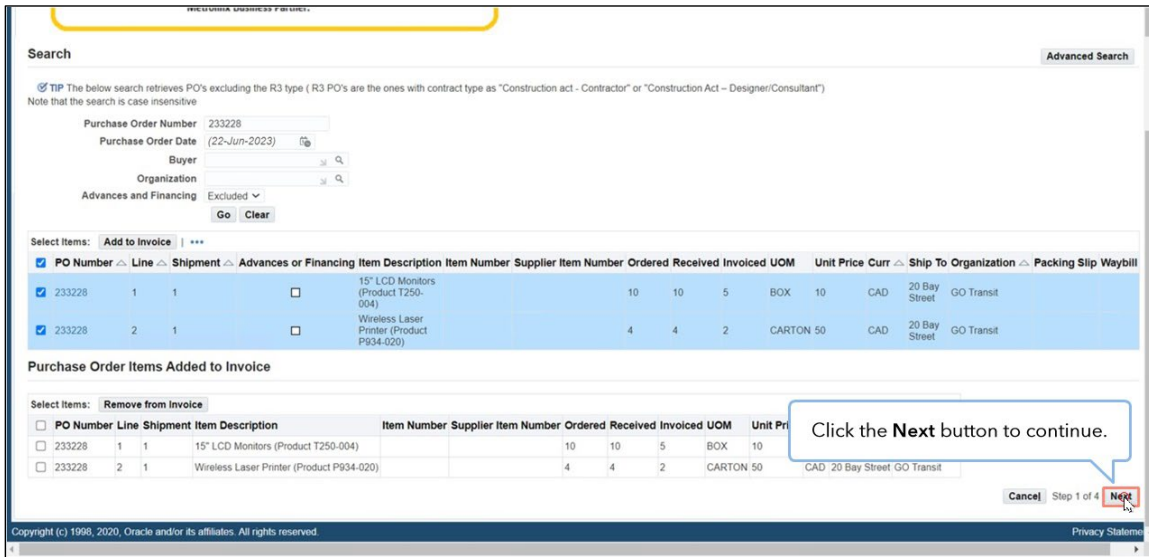 Metrolinx Business Partner.
Search
Advanced Search
TIP The below search retrieves PO's excluding the R3 type ( R3 PO's are the ones with contract type as "Construction act - Contractor" or "Construction Act – Designer/Consultant")
Note that the search is case insensitive
Purchase Order Number 233228
Purchase Order Date (22-Jun-2023)
Buyer
Organization
Advances and Financing Excluded
Go Clear
Select Items: Add to Invoice | •••
PO Number Line Shipment Advances or Financing Item Description Item Number Supplier Item Number Ordered Received Invoiced UOM Unit Price Curr Ship To Organization Packing Slip Waybill
233228 1 1 15" LCD Monitors (Product T250-004) 10 10 5 BOX 10 CAD 20 Bay Street GO Transit
233228 2 1 Wireless Laser Printer (Product P934-020) 4 4 2 CARTON 50 CAD 20 Bay Street GO Transit
Purchase Order Items Added to Invoice
Select Items: Remove from Invoice
PO Number Line Shipment Item Description Item Number Supplier Item Number Ordered Received Invoiced UOM Unit Pri
233228 1 1 15" LCD Monitors (Product T250-004) 10 10 5 BOX 10
233228 2 1 Wireless Laser Printer (Product P934-020) 4 4 2 CARTON 50 CAD 20 Bay Street GO Transit
Click the Next button to continue.
Cancel Step 1 of 4 Next
Copyright (c) 1998, 2020, Oracle and/or its affiliates. All rights reserved.
Privacy Stateme